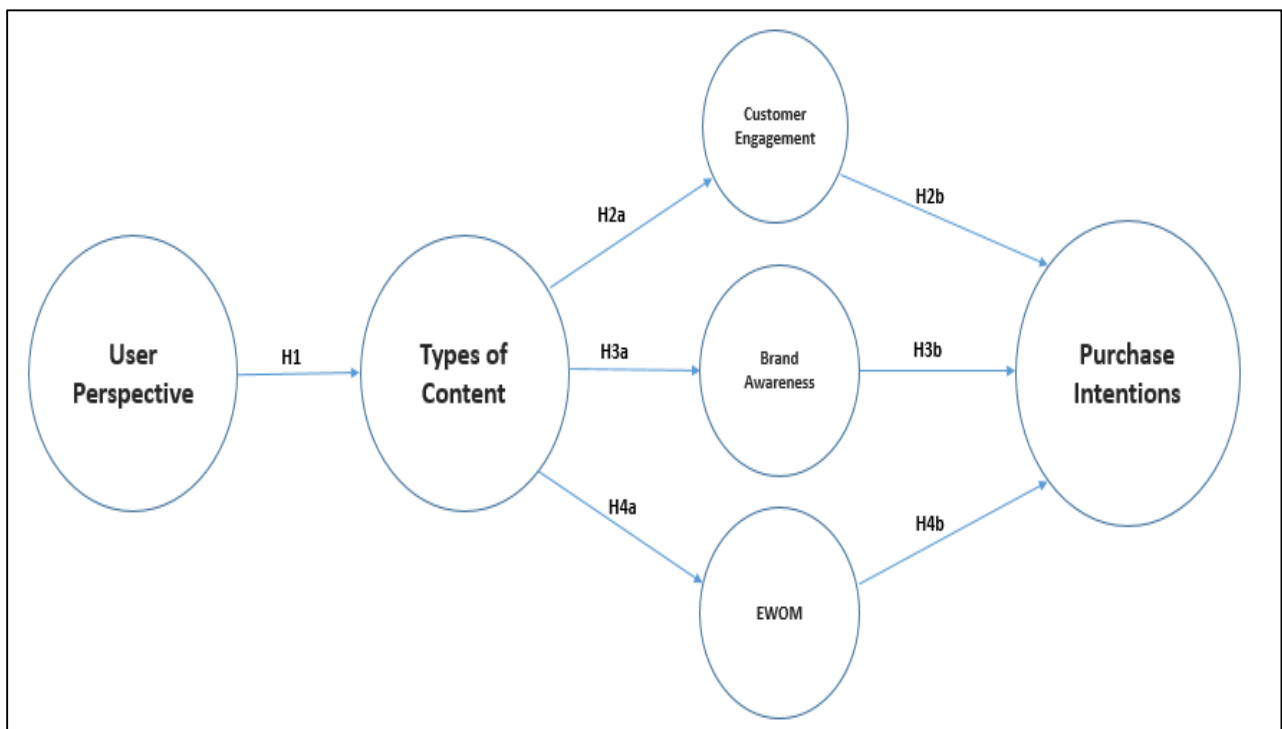 Customer
Engagement
H2a
H2b
User
Perspective
H1
Types of
Content
H3a
Brand
Awareness
H3b
Purchase
Intentions
H4a
H4b
EWOM